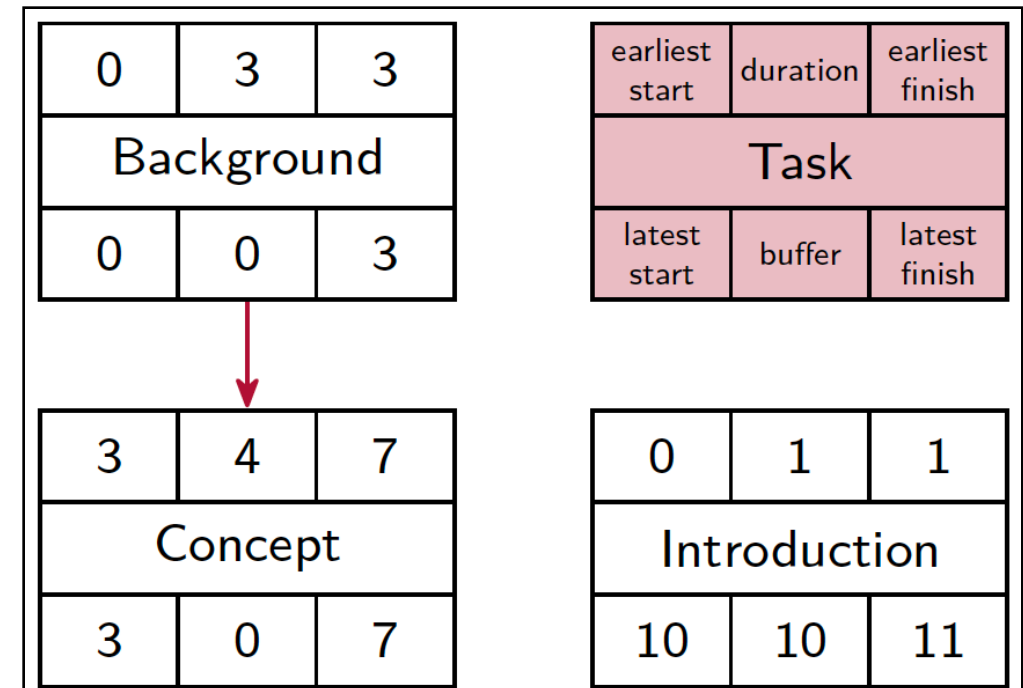 0 3 3
Background
0 0 3
earliest start duration earliest finish
Task
latest start buffer latest finish
3 4 7
Concept
3 0 7
0 1 1
Introduction
10 10 11